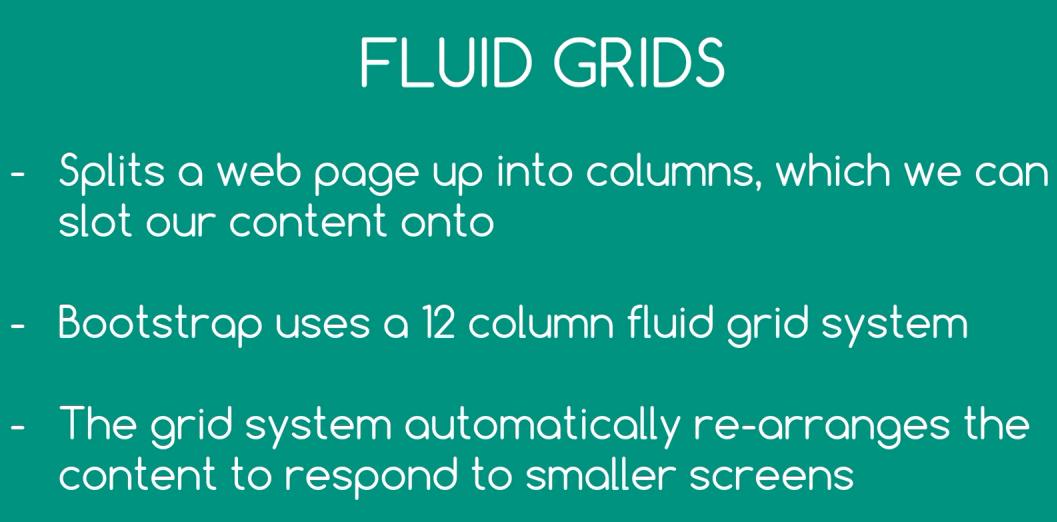 FLUID GRIDS
- Splits a web page up into columns, which we can
slot our content onto
- Bootstrap uses a 12 column fluid grid system
- The grid system automatically re-arranges the
content to respond to smaller screens